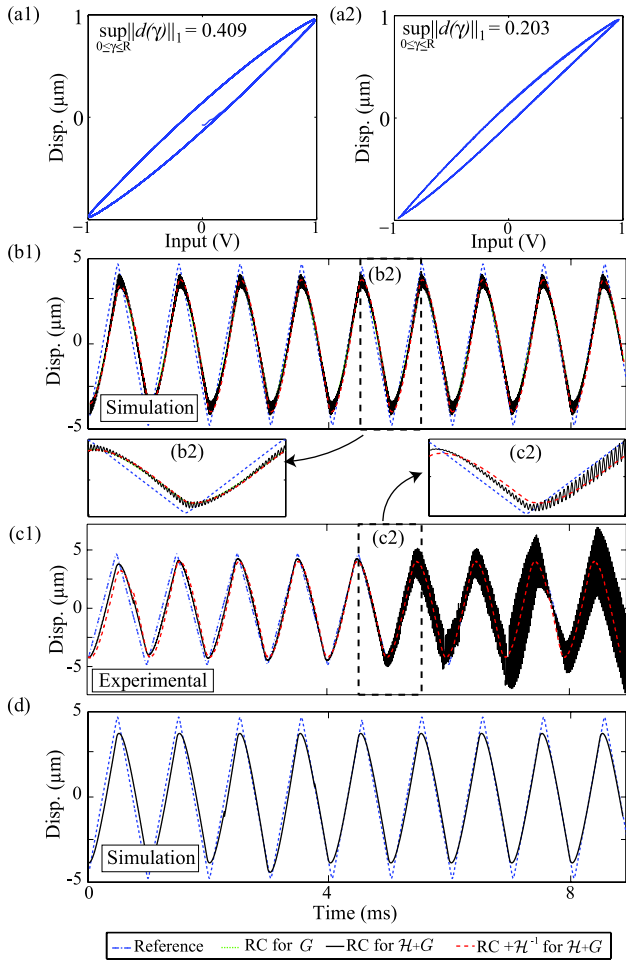 (a1)
sup ||d(γ)||₁ = 0.409
0≤γ≤R
1
0
-1
Disp. (μm)
−1
0
1
Input (V)
(a2)
sup ||d(γ)||₁ = 0.203
0≤γ≤R
1
0
-1
Disp. (μm)
−1
0
1
Input (V)
(b1)
5
0
-5
Disp. (μm)
(b2)
Simulation
(b2)
(c2)
(c1)
5
0
-5
Disp. (μm)
(c2)
Experimental
(d)
5
0
-5
Disp. (μm)
Simulation
0
4
8
Time (ms)
Reference
RC for G
RC for ℋ+G
RC +ℋ⁻¹ for ℋ+G